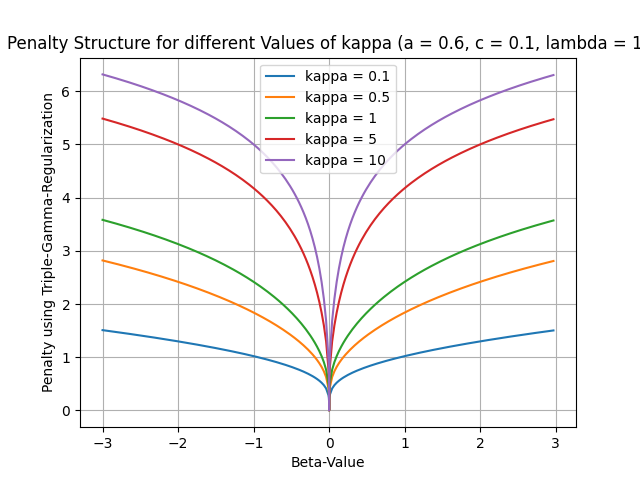 Penalty Structure for different Values of kappa (a = 0.6, c = 0.1, lambda = 1
Penalty using Triple-Gamma-Regularization
6
5
4
3
2
1
0
kappa = 0.1
kappa = 0.5
kappa = 1
kappa = 5
kappa = 10
−3 −2 −1 0 1 2 3
Beta-Value